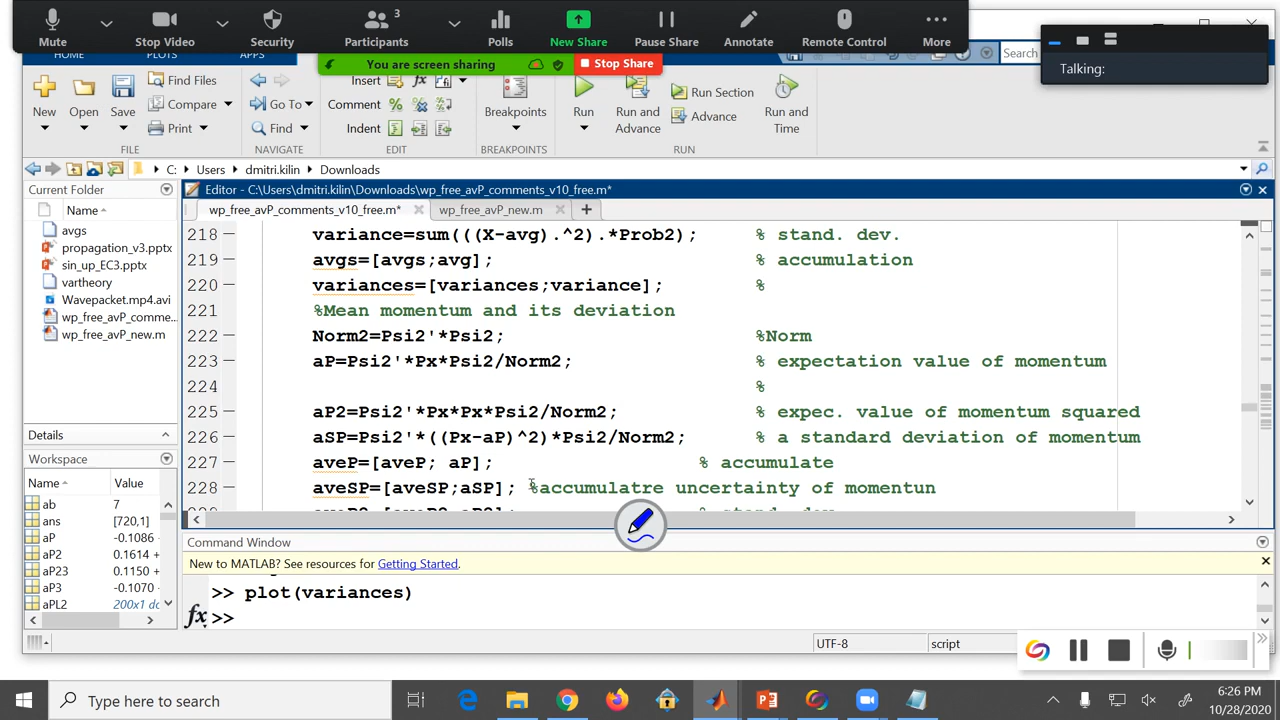 3
Mute
Stop Video
Security
Participants
Polls
New Share
Pause Share
Annotate
Remote Control
More
You are screen sharing
Stop Share
Talking:
HOME
PLOTS
APPS
Search
New
Open
Save
Find Files
Compare
Print
Go To
Find
Insert
Comment
Indent
Breakpoints
Run
Run and
Advance
Run Section
Advance
Run and
Time
FILE
NAVIGATE
EDIT
BREAKPOINTS
RUN
C:
Users
dmitri.kilin
Downloads
Current Folder
Editor - C:\Users\dmitri.kilin\Downloads\wp_free_avP_comments_v10_free.m*
Name
wp_free_avP_comments_v10_free.m*
wp_free_avP_new.m
avgs
propagation_v3.pptx
sin_up_EC3.pptx
vartheory
Wavepacket.mp4.avi
wp_free_avP_comme...
wp_free_avP_new.m
218 variance=sum(((X-avg).^2).*Prob2); % stand. dev.
219 avgs=[avgs;avg]; % accumulation
220 variances=[variances;variance]; %
221 %Mean momentum and its deviation
222 Norm2=Psi2'*Psi2; %Norm
223 aP=Psi2'*Px*Psi2/Norm2; % expectation value of momentum
224 %
225 aP2=Psi2'*Px*Px*Psi2/Norm2; % expec. value of momentum squared
226 aSP=Psi2'*((Px-aP)^2)*Psi2/Norm2; % a standard deviation of momentum
227 aveP=[aveP; aP]; % accumulate
228 aveSP=[aveSP;aSP]; %accumulatre uncertainty of momentun
Details
Workspace
Name
Value
ab 7
ans [720,1]
aP -0.1086
aP2 0.1614 +
aP23 0.1150 +
aP3 -0.1070
aPL2 200x1 do
Command Window
New to MATLAB? See resources for Getting Started.
>> plot(variances)
fx >>
UTF-8
script
Type here to search
6:26 PM
10/28/2020